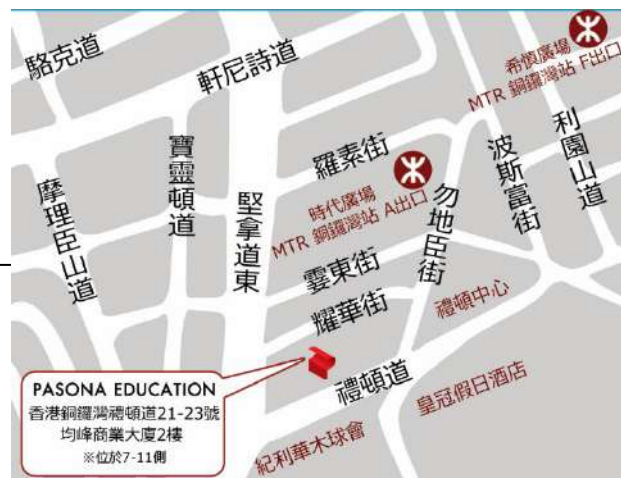 駱克道
軒尼詩道
希慎廣場
MTR 銅鑼灣站 F出口
利園山道
寶靈頓道
羅素街
波斯富街
摩理臣山道
堅拿道東
時代廣場
MTR 銅鑼灣站 A出口
勿地臣街
霎東街
耀華街
禮頓中心
禮頓道
皇冠假日酒店
紀利華木球會
PASONA EDUCATION
香港銅鑼灣禮頓道21-23號
均峰商業大廈2樓
※位於7-11側